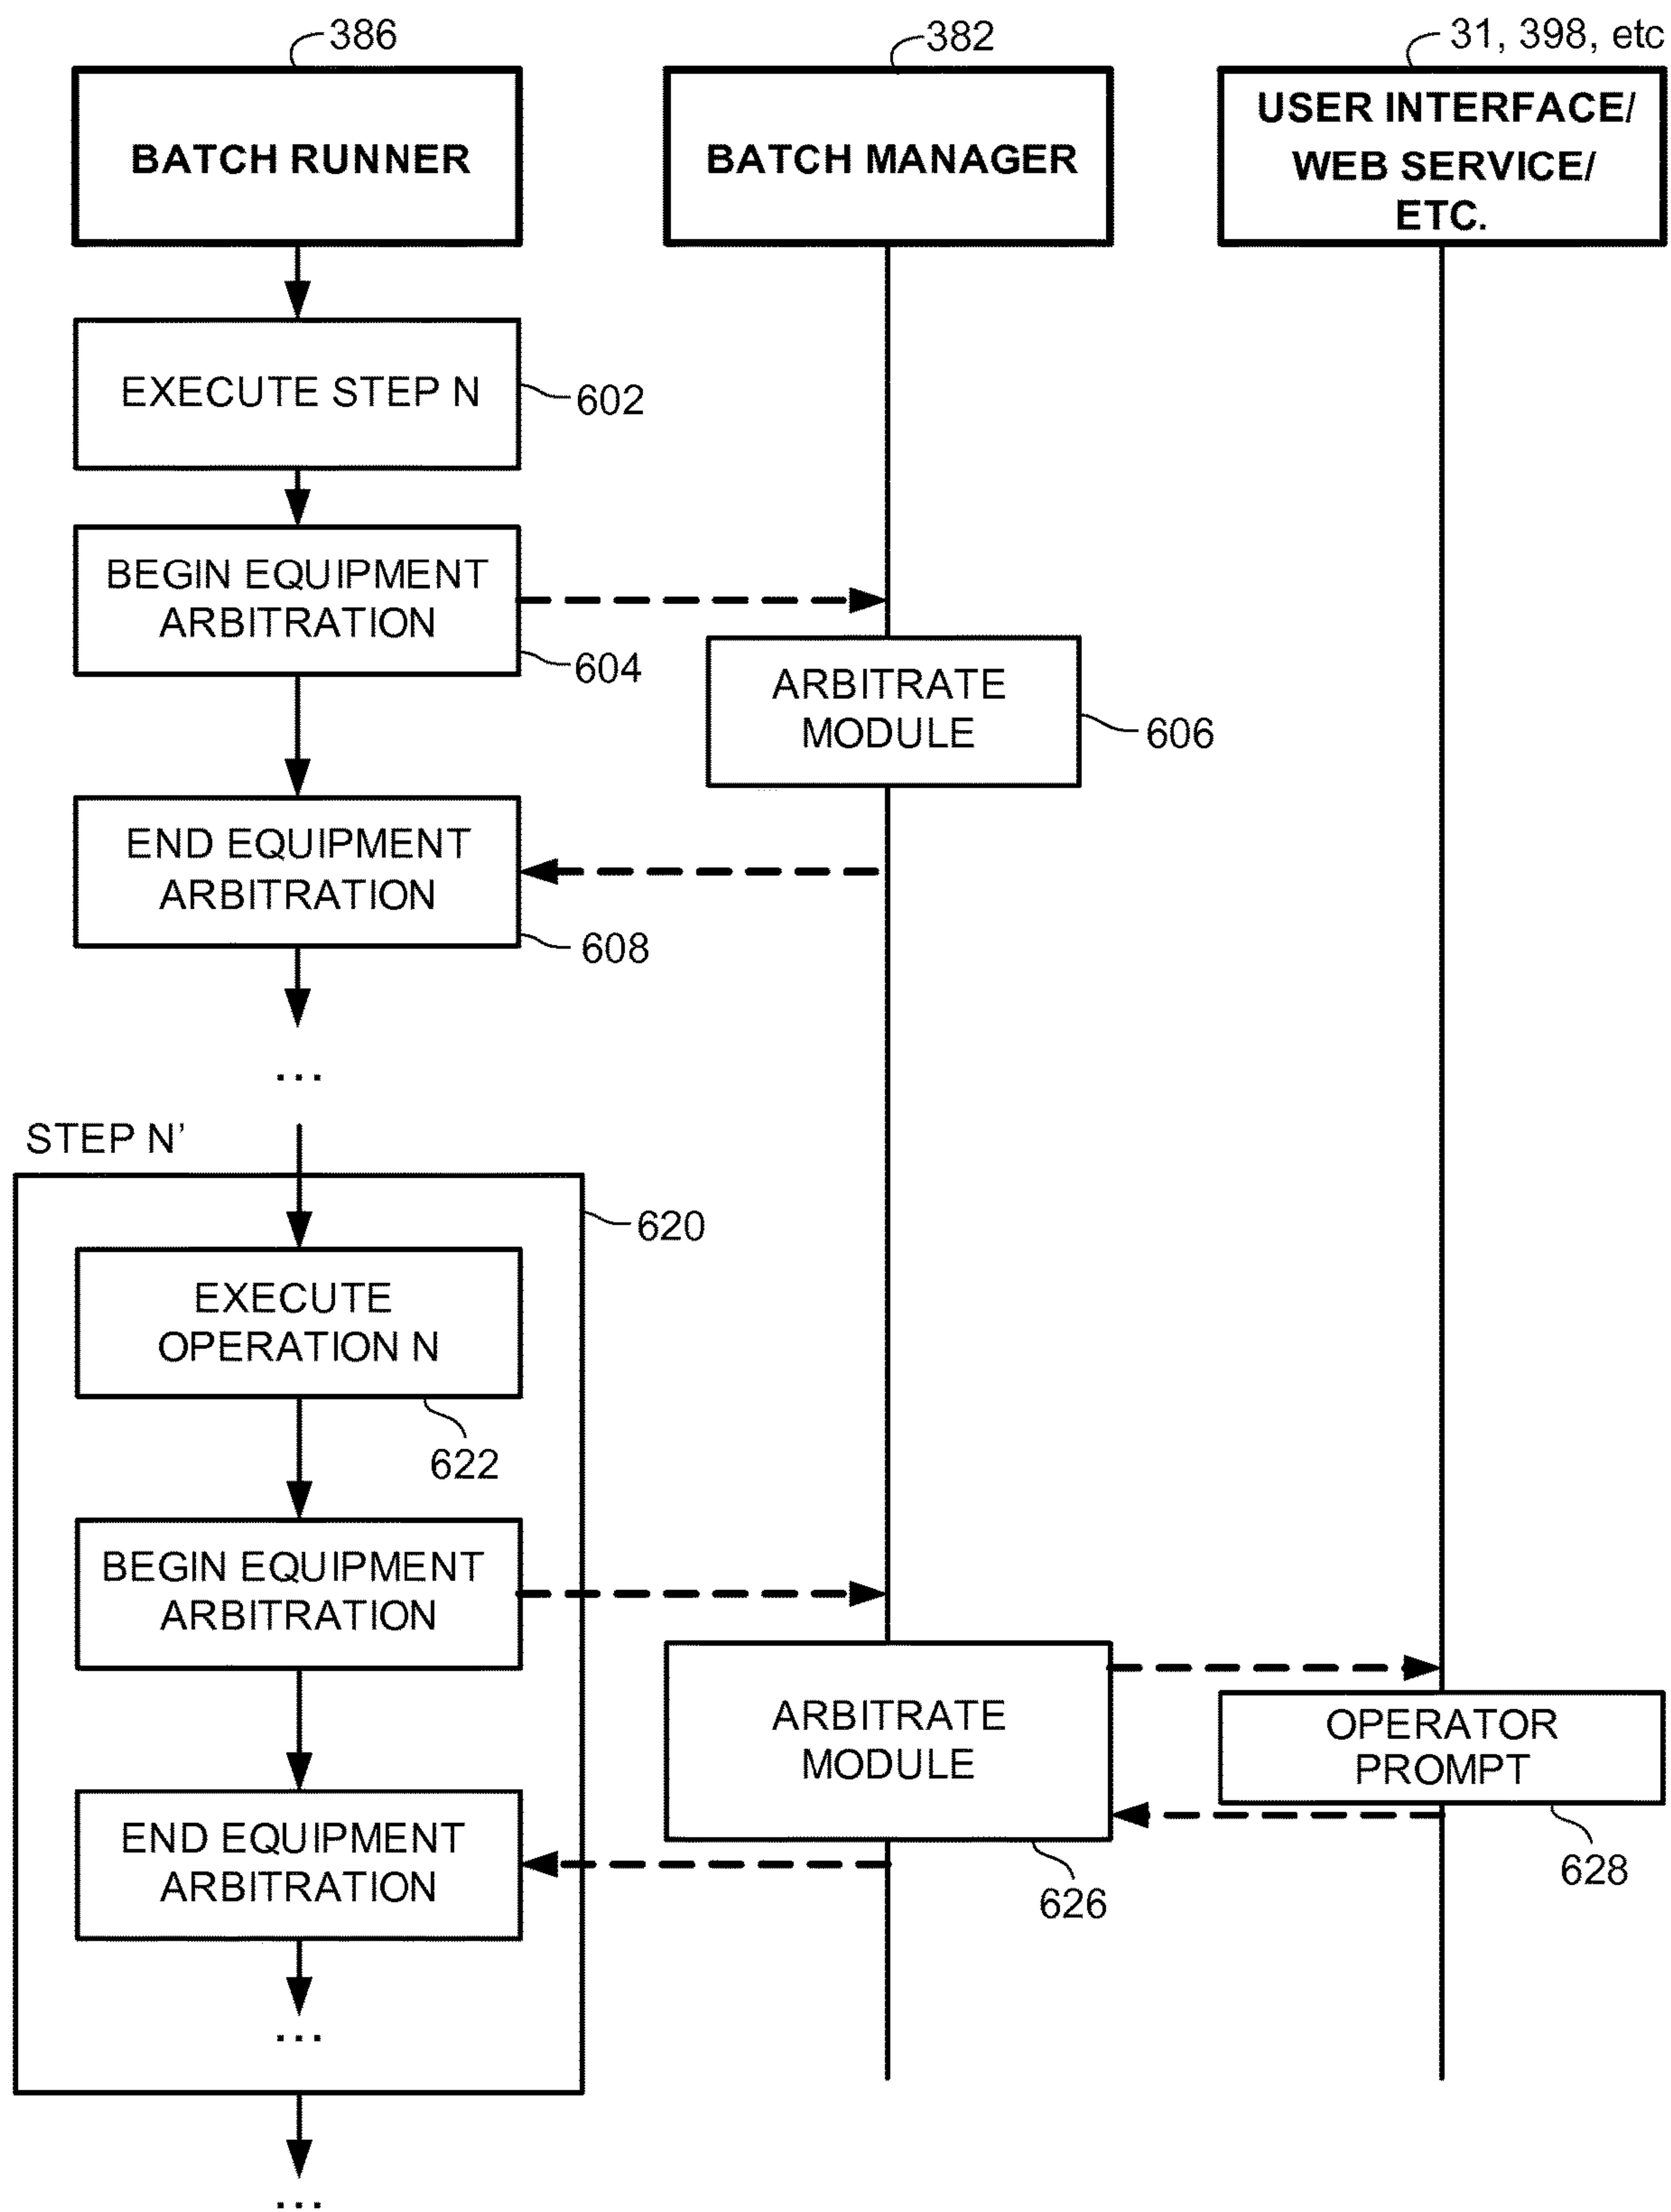 386
382
31, 398, etc
BATCH RUNNER
BATCH MANAGER
USER INTERFACE/
WEB SERVICE/
ETC.
EXECUTE STEP N
602
BEGIN EQUIPMENT
ARBITRATION
604
ARBITRATE
MODULE
606
END EQUIPMENT
ARBITRATION
608
...
STEP N’
620
EXECUTE
OPERATION N
622
BEGIN EQUIPMENT
ARBITRATION
ARBITRATE
MODULE
626
OPERATOR
PROMPT
628
END EQUIPMENT
ARBITRATION
...
...